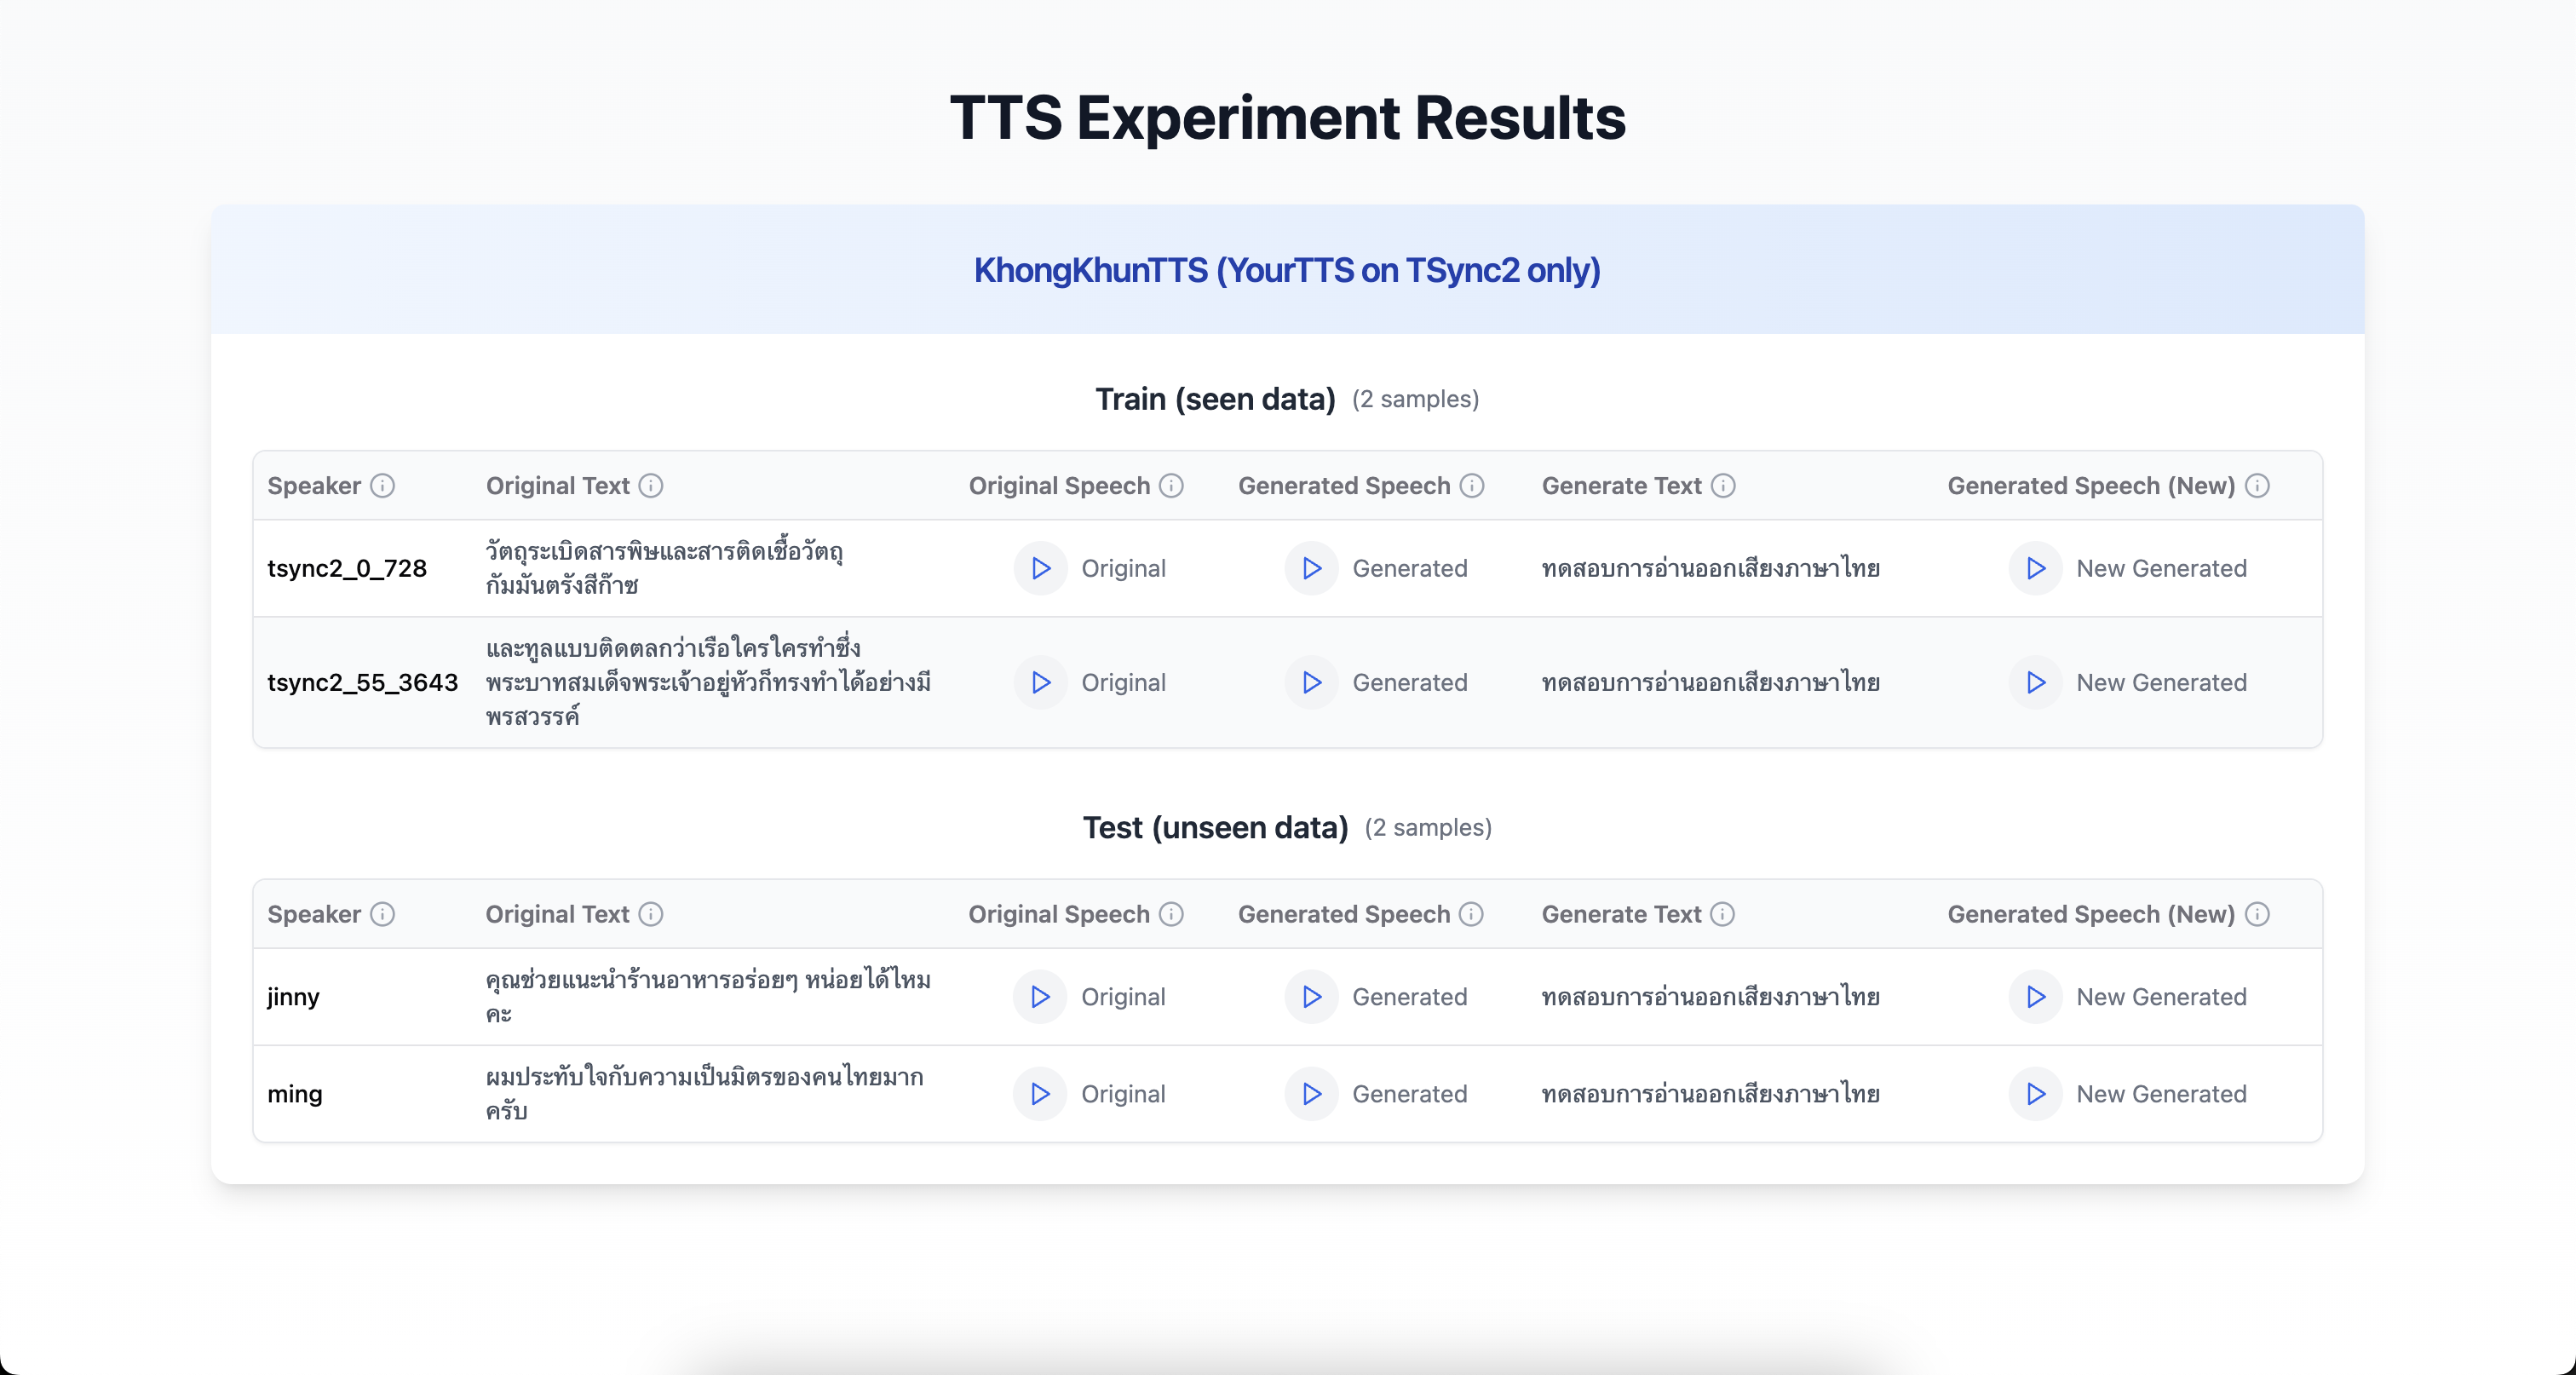 TTS Experiment Results
KhongKhunTTS (YourTTS on TSync2 only)
Train (seen data) (2 samples)
Speaker Original Text Original Speech Generated Speech Generate Text Generated Speech (New)
tsync2_0_728
วัตถุระเบิดสารพิษและสารติดเชื้อวัตถุ
กัมมันตรังสีก๊าซ
Original Generated ทดสอบการอ่านออกเสียงภาษาไทย New Generated
tsync2_55_3643
และทูลแบบติดตลกว่าเรือใครใครทำซึ่ง
พระบาทสมเด็จพระเจ้าอยู่หัวก็ทรงทำได้อย่างมี
พรสวรรค์
Original Generated ทดสอบการอ่านออกเสียงภาษาไทย New Generated
Test (unseen data) (2 samples)
Speaker Original Text Original Speech Generated Speech Generate Text Generated Speech (New)
jinny
คุณช่วยแนะนำร้านอาหารอร่อยๆ หน่อยได้ไหม
คะ
Original Generated ทดสอบการอ่านออกเสียงภาษาไทย New Generated
ming
ผมประทับใจกับความเป็นมิตรของคนไทยมาก
ครับ
Original Generated ทดสอบการอ่านออกเสียงภาษาไทย New Generated